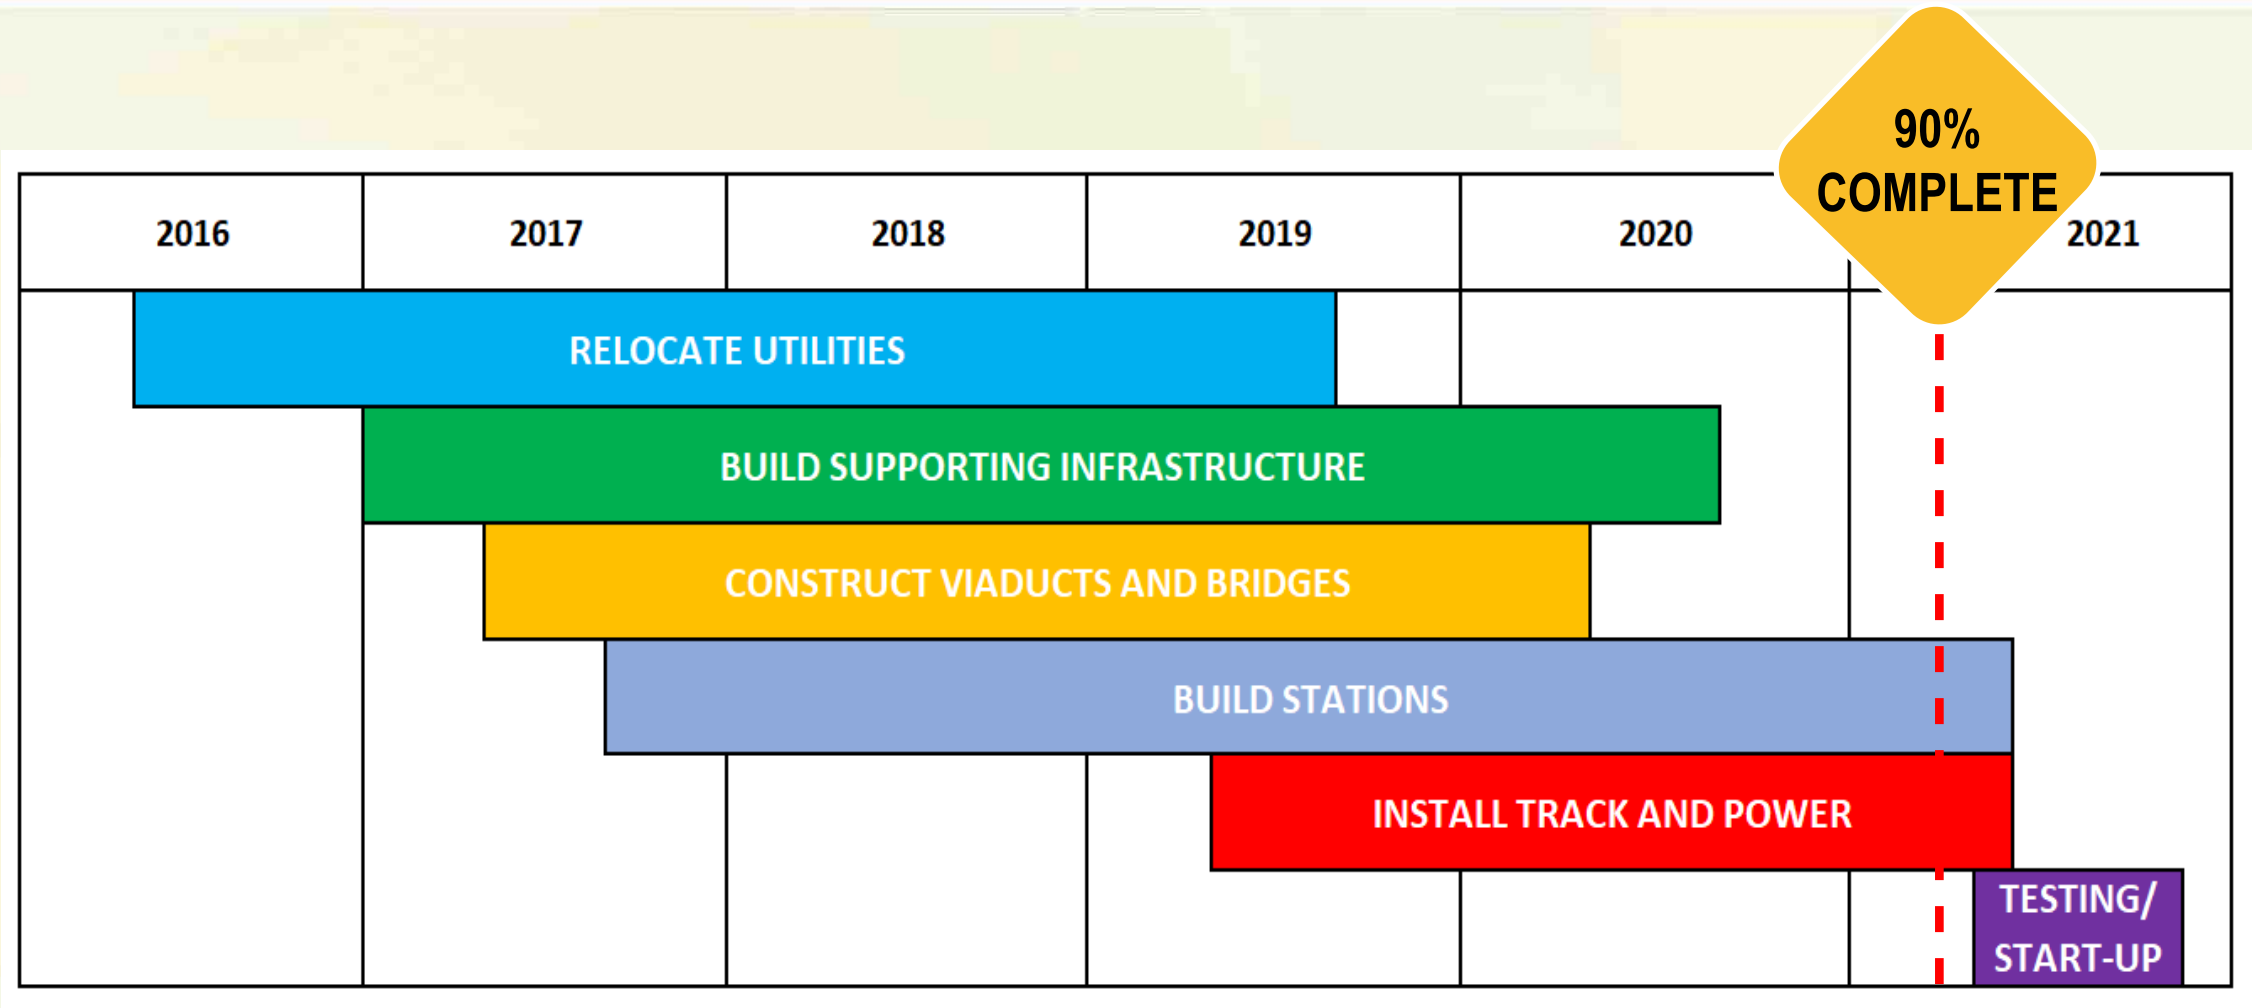 90%
COMPLETE
2016 2017 2018 2019 2020 2021
RELOCATE UTILITIES
BUILD SUPPORTING INFRASTRUCTURE
CONSTRUCT VIADUCTS AND BRIDGES
BUILD STATIONS
INSTALL TRACK AND POWER
TESTING/
START-UP